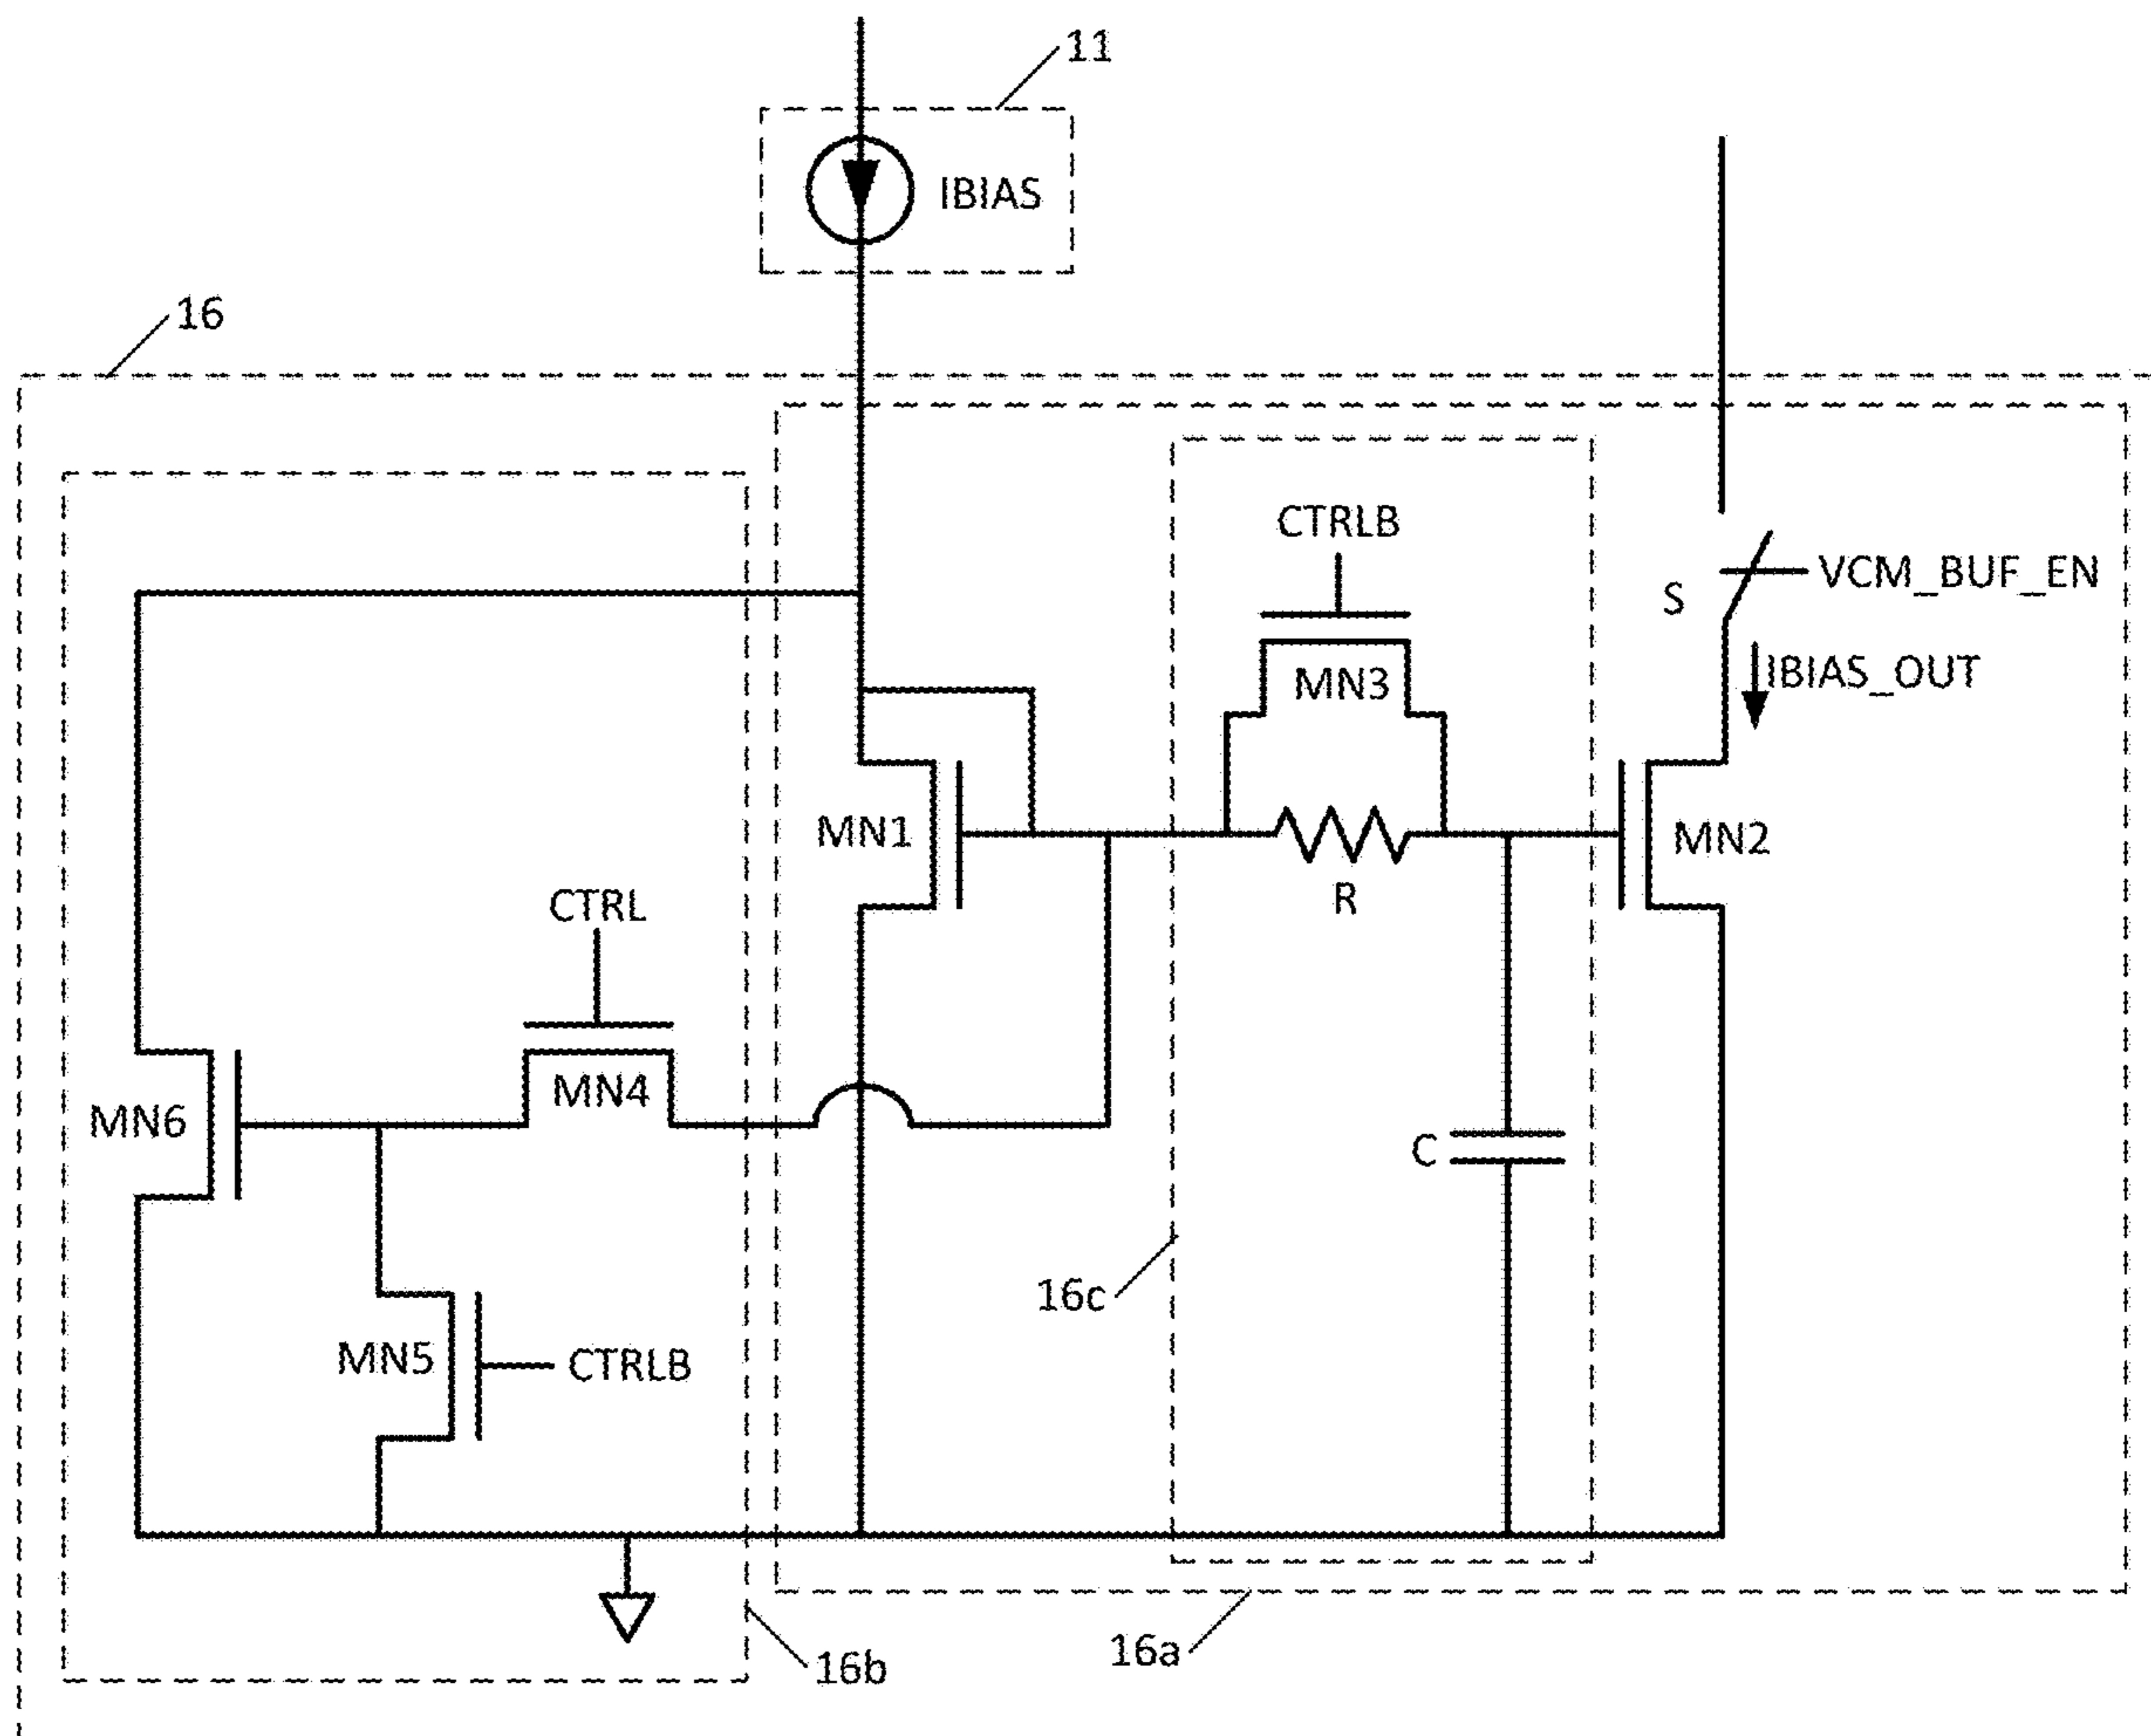 11
IBIAS
16
CTRLB
VCM_BUF_EN
S
IBIAS_OUT
MN3
MN1
MN2
R
CTRL
MN4
MN6
C
16c
MN5
CTRLB
16a
16b